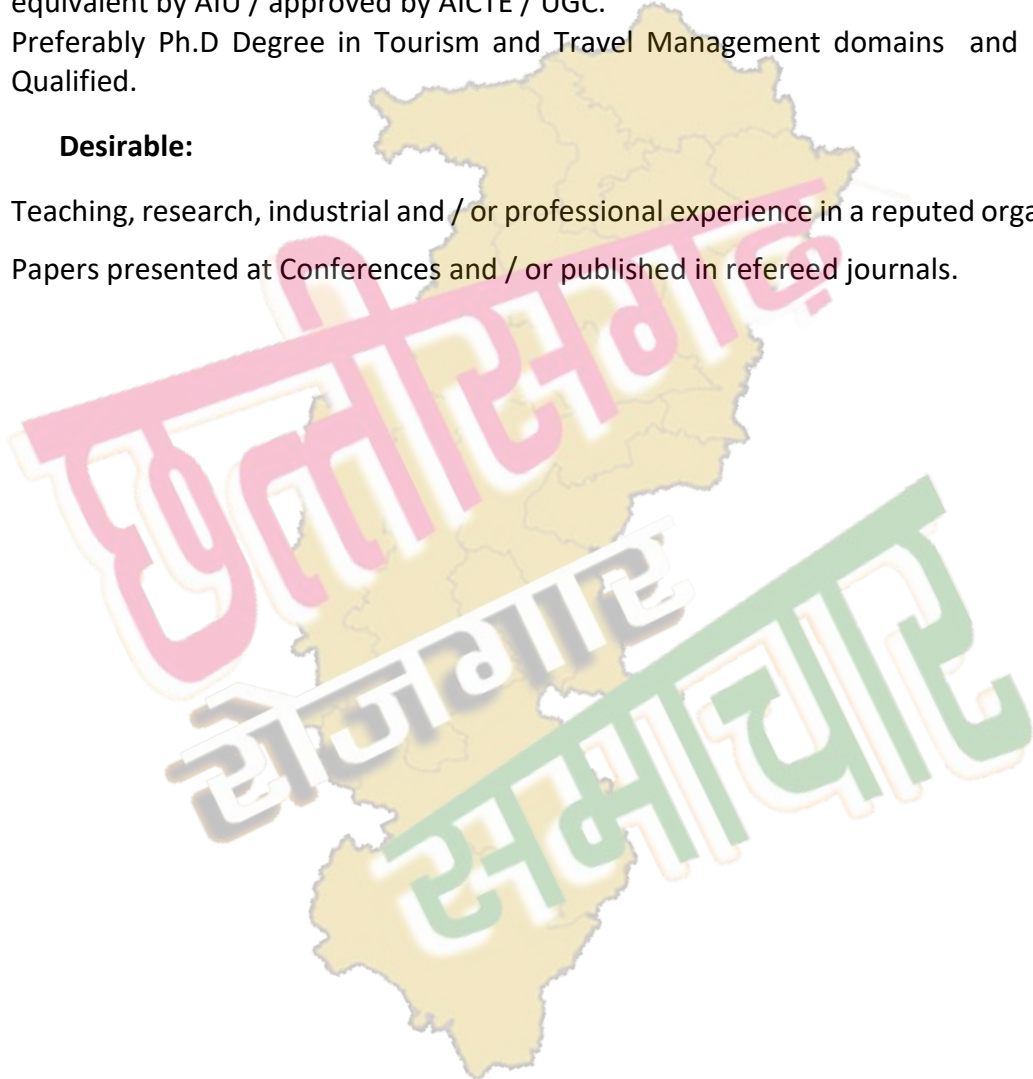 equivalent by AIU / approved by AICTE / UGC.
Preferably Ph.D Degree in Tourism and Travel Management domains and
Qualified.
Desirable:
Teaching, research, industrial and / or professional experience in a reputed orga
Papers presented at Conferences and / or published in refereed journals.
छत्तीसगढ़
रोजगार
समाचार